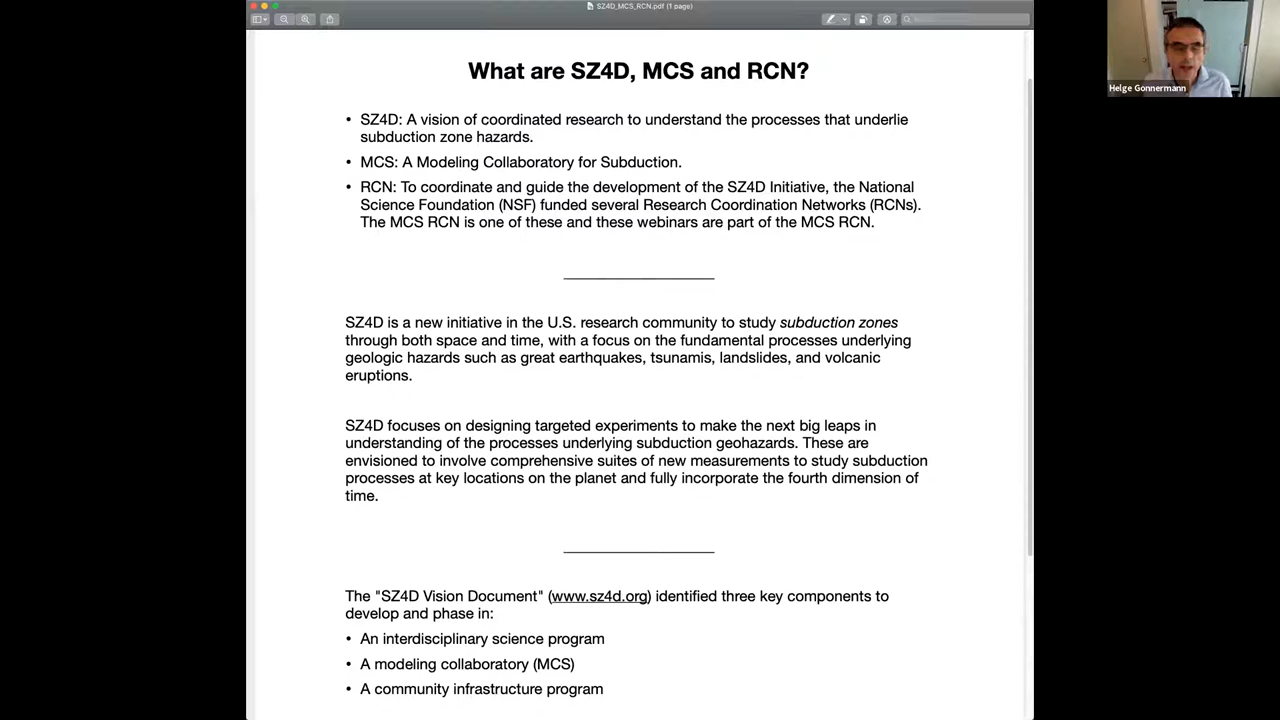 SZ4D_MCS_RCN.pdf (1 page)
Helge Gonnermann
What are SZ4D, MCS and RCN?
• SZ4D: A vision of coordinated research to understand the processes that underlie
subduction zone hazards.
• MCS: A Modeling Collaboratory for Subduction.
• RCN: To coordinate and guide the development of the SZ4D Initiative, the National
Science Foundation (NSF) funded several Research Coordination Networks (RCNs).
The MCS RCN is one of these and these webinars are part of the MCS RCN.
SZ4D is a new initiative in the U.S. research community to study subduction zones
through both space and time, with a focus on the fundamental processes underlying
geologic hazards such as great earthquakes, tsunamis, landslides, and volcanic
eruptions.
SZ4D focuses on designing targeted experiments to make the next big leaps in
understanding of the processes underlying subduction geohazards. These are
envisioned to involve comprehensive suites of new measurements to study subduction
processes at key locations on the planet and fully incorporate the fourth dimension of
time.
The "SZ4D Vision Document" (www.sz4d.org) identified three key components to
develop and phase in:
• An interdisciplinary science program
• A modeling collaboratory (MCS)
• A community infrastructure program